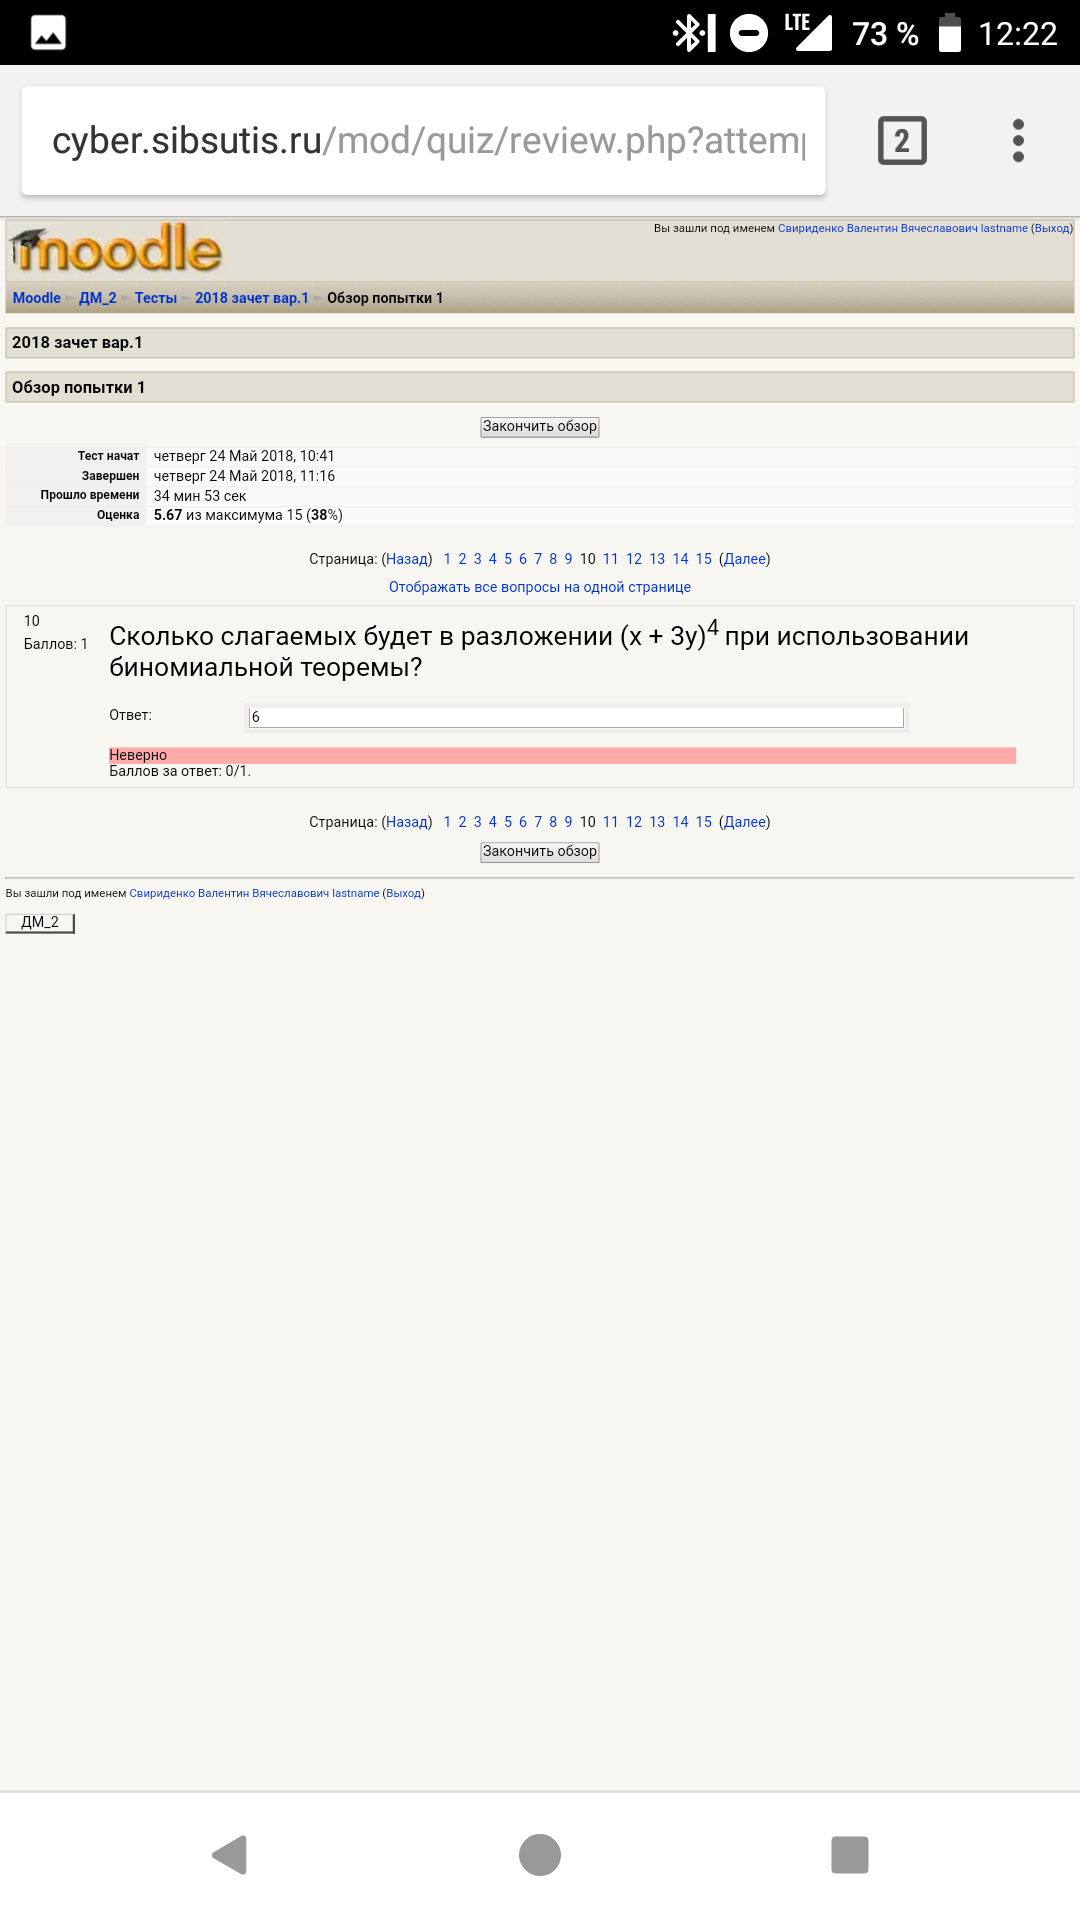 LTE 73 % 12:22
cyber.sibsutis.ru/mod/quiz/review.php?attem
2
moodle
Вы зашли под именем Свириденко Валентин Вячеславович lastname (Выход)
Moodle ► ДМ_2 ► Тесты ► 2018 зачет вар.1 ► Обзор попытки 1
2018 зачет вар.1
Обзор попытки 1
Закончить обзор
Тест начат четверг 24 Май 2018, 10:41
Завершен четверг 24 Май 2018, 11:16
Прошло времени 34 мин 53 сек
Оценка 5.67 из максимума 15 (38%)
Страница: (Назад) 1 2 3 4 5 6 7 8 9 10 11 12 13 14 15 (Далее)
Отображать все вопросы на одной странице
10
Баллов: 1
Сколько слагаемых будет в разложении (x + 3y)⁴ при использовании
биномиальной теоремы?
Ответ: 6
Неверно
Баллов за ответ: 0/1.
Страница: (Назад) 1 2 3 4 5 6 7 8 9 10 11 12 13 14 15 (Далее)
Закончить обзор
Вы зашли под именем Свириденко Валентин Вячеславович lastname (Выход)
ДМ_2